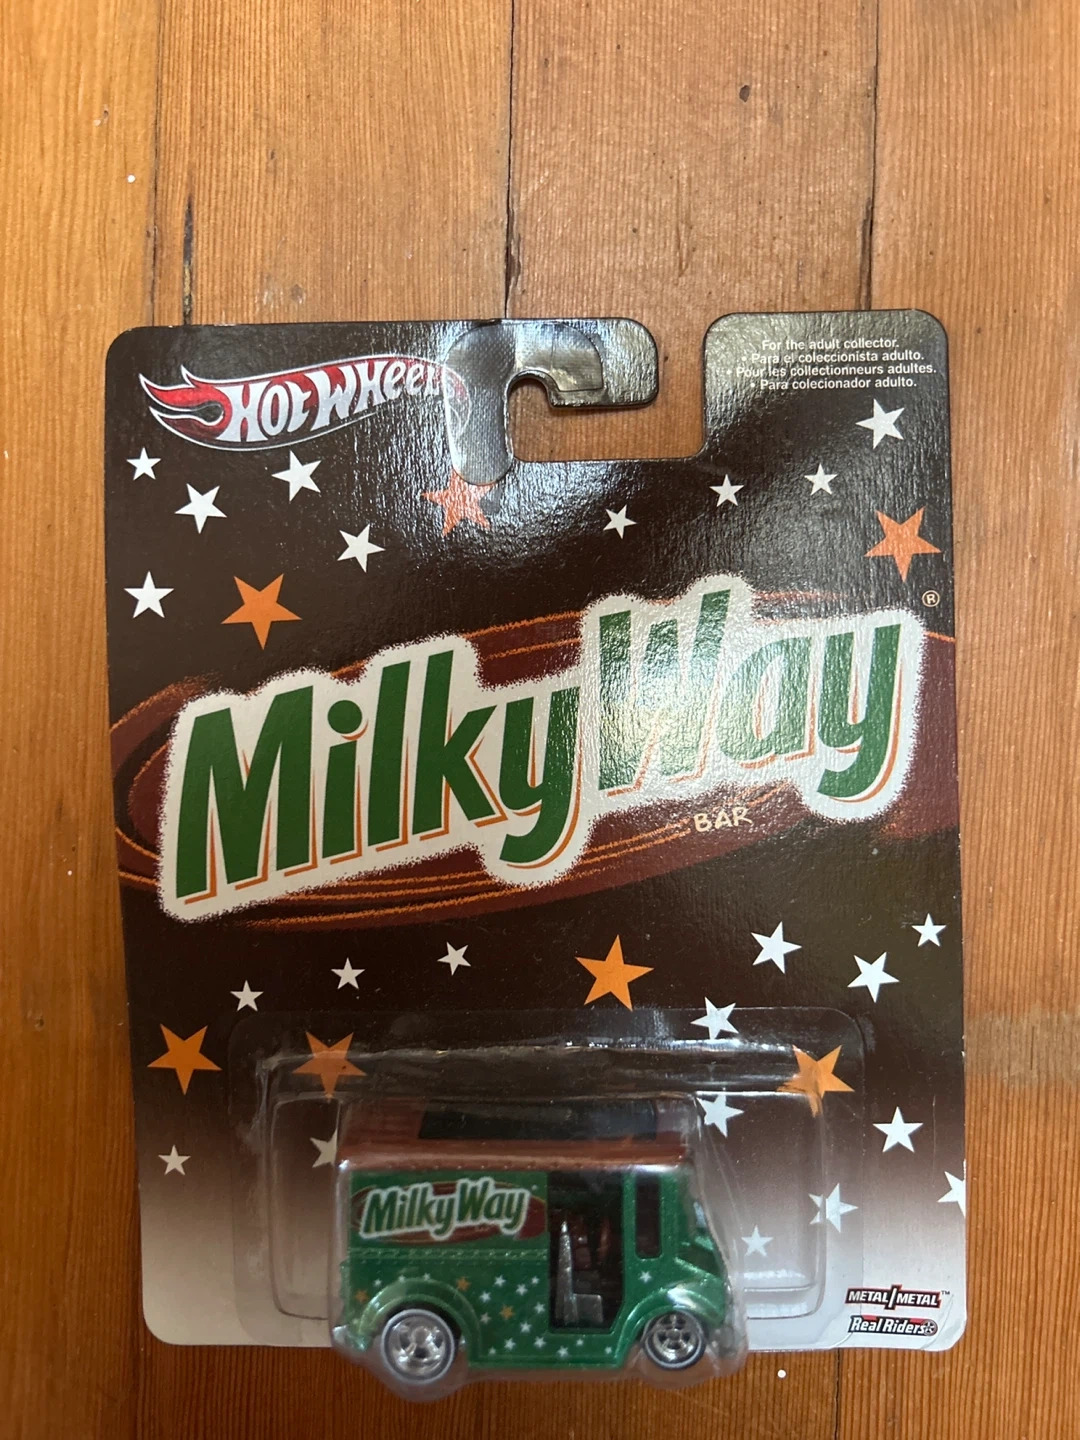 HOT WHEELS
For the adult collector.
• Para el coleccionista adulto.
• Pour les collectionneurs adultes.
• Para colecionador adulto.
Milky Way ®
BAR
Milky Way
METAL/METAL™
Real Riders